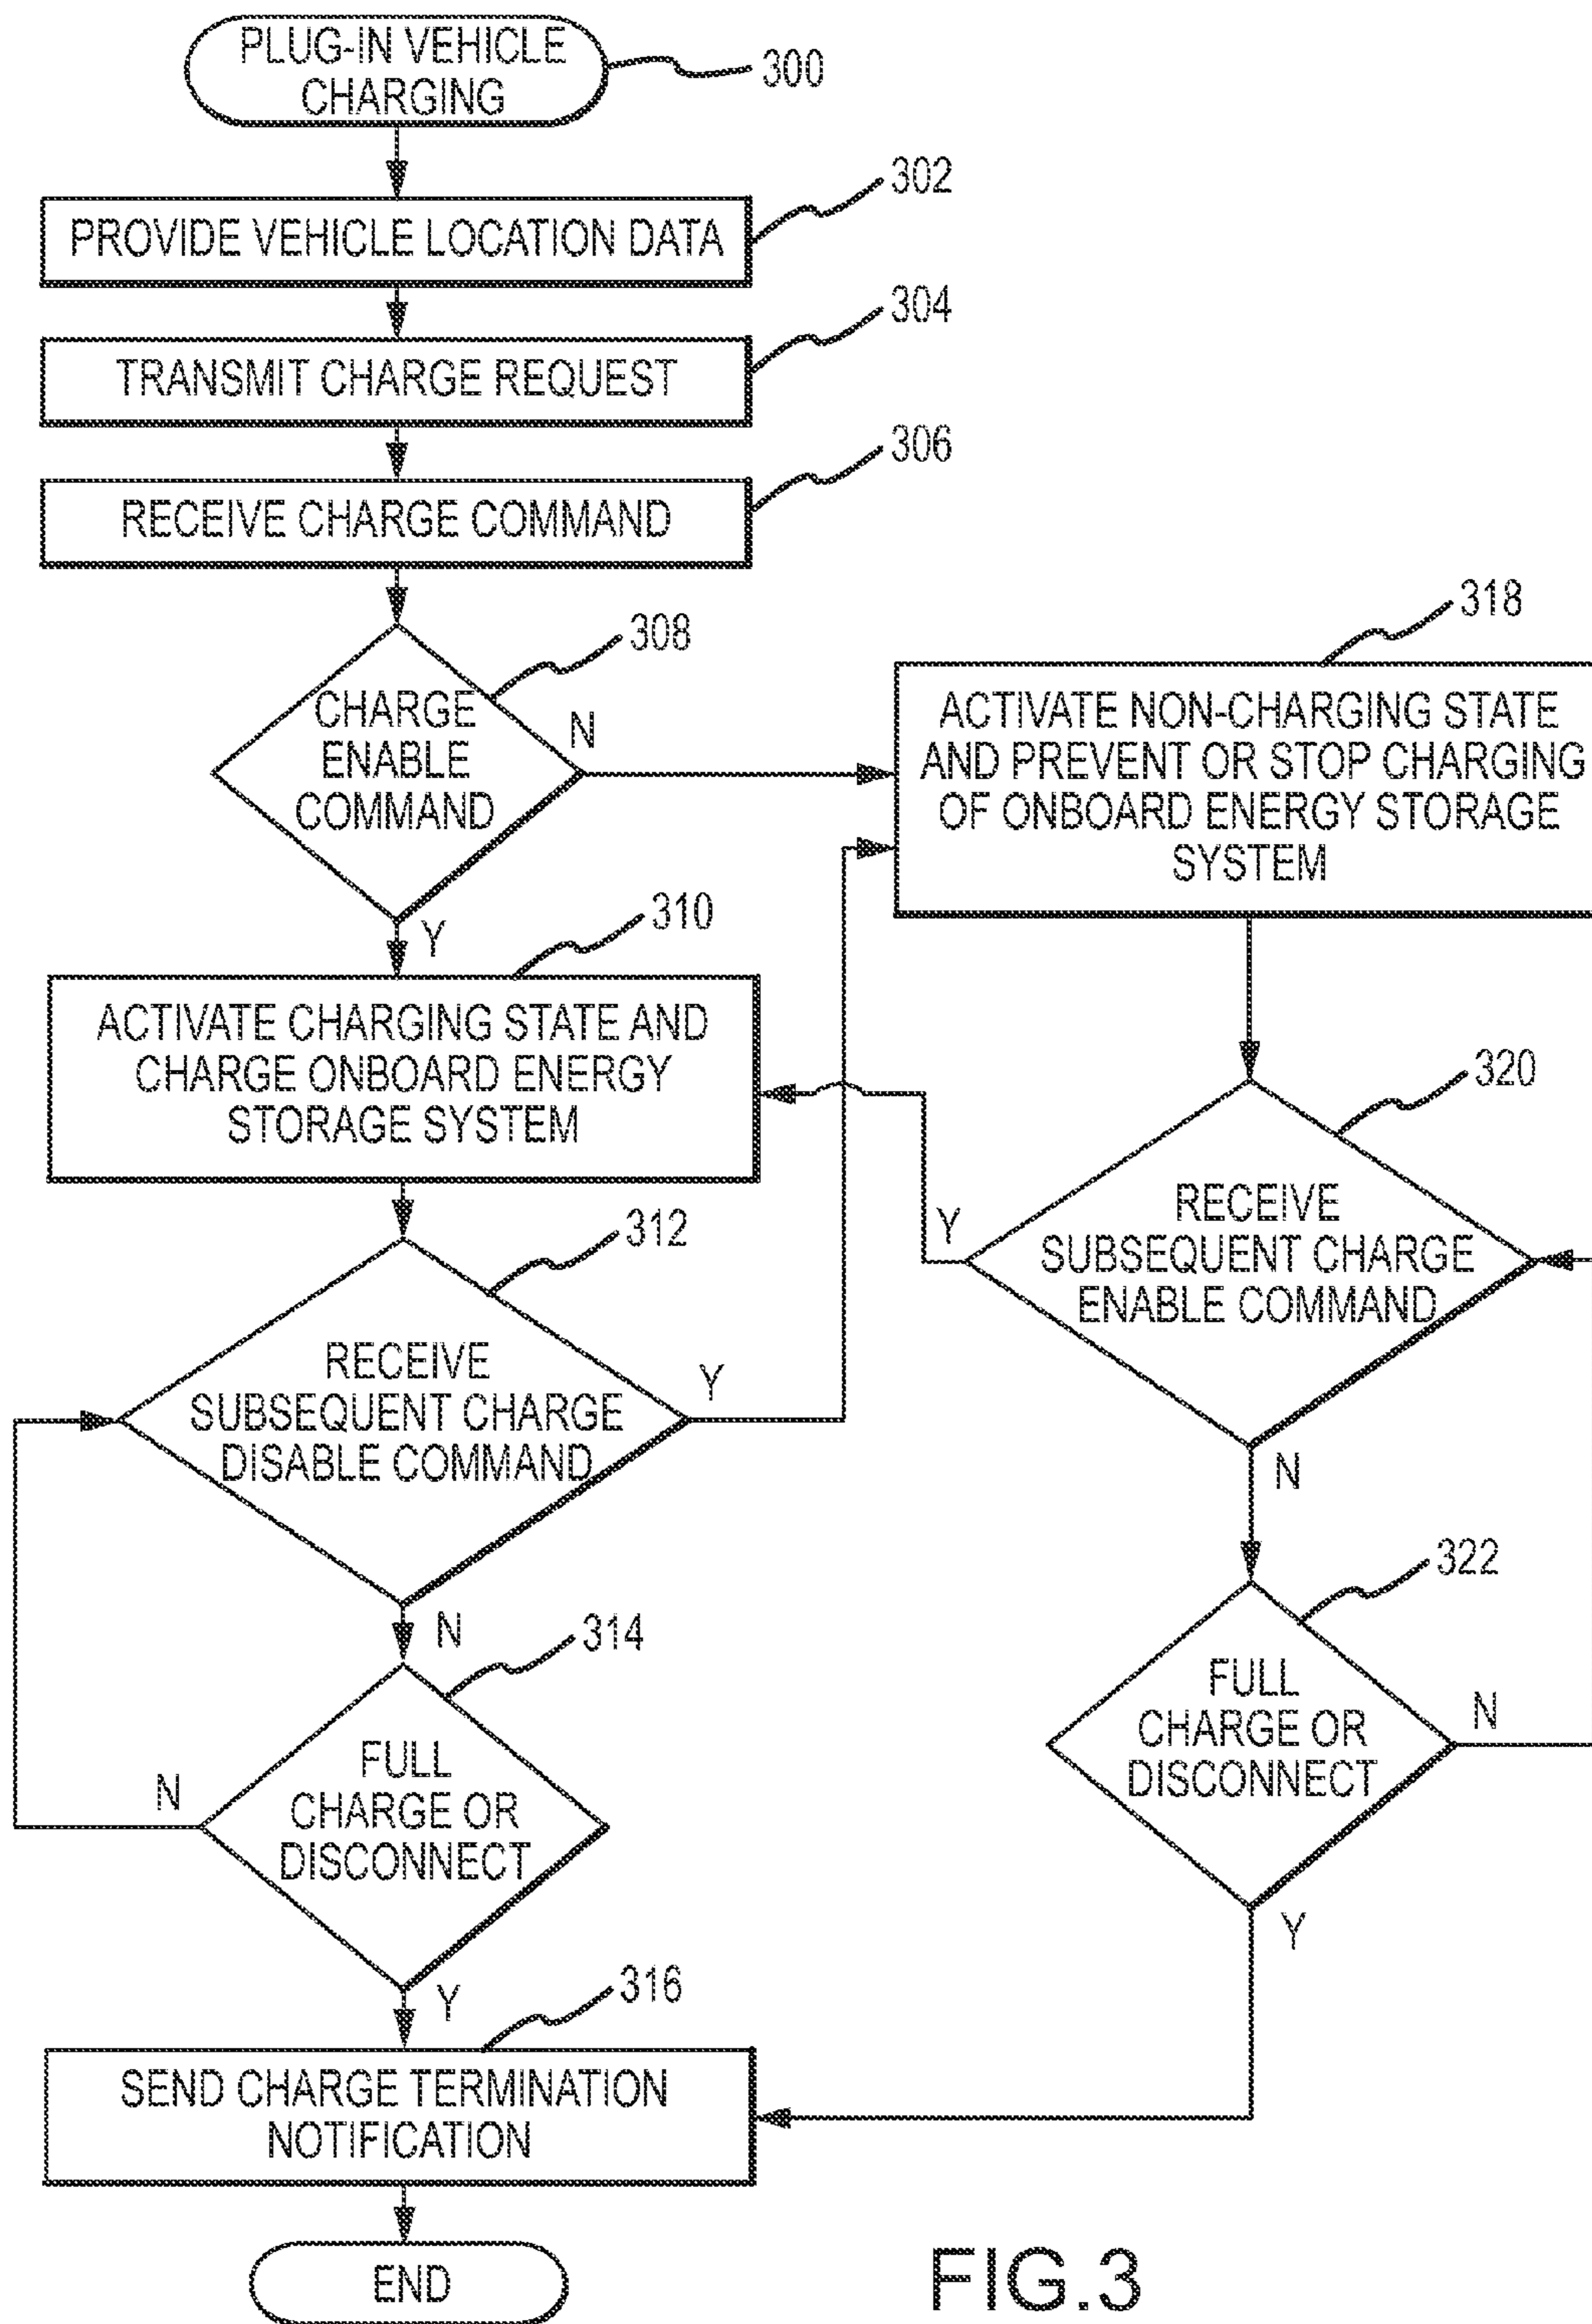 PLUG-IN VEHICLE
CHARGING
300
302
PROVIDE VEHICLE LOCATION DATA
304
TRANSMIT CHARGE REQUEST
306
RECEIVE CHARGE COMMAND
308
CHARGE
ENABLE
COMMAND
N
Y
318
ACTIVATE NON-CHARGING STATE
AND PREVENT OR STOP CHARGING
OF ONBOARD ENERGY STORAGE
SYSTEM
310
ACTIVATE CHARGING STATE AND
CHARGE ONBOARD ENERGY
STORAGE SYSTEM
320
RECEIVE
SUBSEQUENT CHARGE
ENABLE COMMAND
Y
N
312
RECEIVE
SUBSEQUENT CHARGE
DISABLE COMMAND
Y
N
322
FULL
CHARGE OR
DISCONNECT
N
Y
314
FULL
CHARGE OR
DISCONNECT
N
Y
316
SEND CHARGE TERMINATION
NOTIFICATION
END
FIG.3